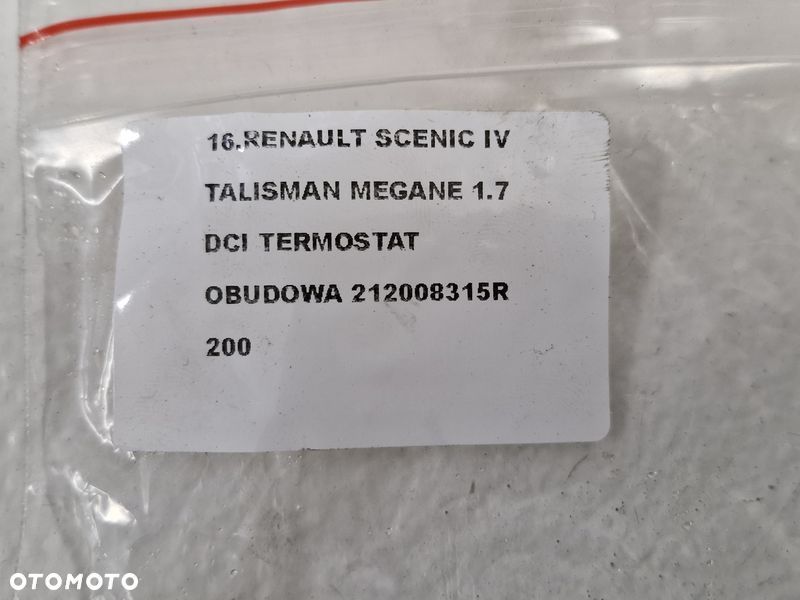 16.RENAULT SCENIC IV
TALISMAN MEGANE 1.7
DCI TERMOSTAT
OBUDOWA 212008315R
200
OTOMOTO